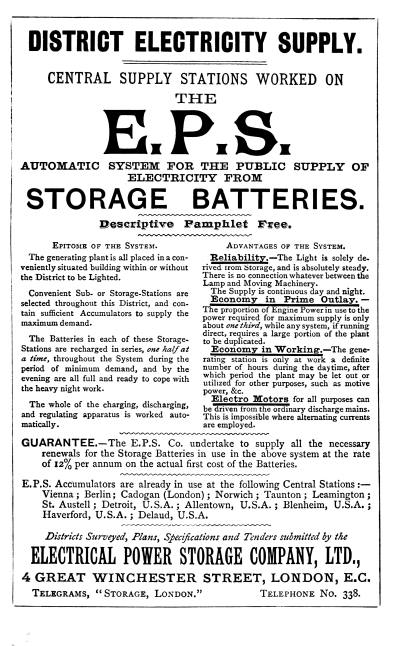 DISTRICT ELECTRICITY SUPPLY.
CENTRAL SUPPLY STATIONS WORKED ON
THE
E.P.S.
AUTOMATIC SYSTEM FOR THE PUBLIC SUPPLY OF
ELECTRICITY FROM
STORAGE BATTERIES.
Descriptive Pamphlet Free.
EPITOME OF THE SYSTEM.
The generating plant is all placed in a con-
veniently situated building within or without
the District to be Lighted.
Convenient Sub- or Storage-Stations are
selected throughout this District, and con-
tain sufficient Accumulators to supply the
maximum demand.
The Batteries in each of these Storage-
Stations are recharged in series, one half at
a time, throughout the System during the
period of minimum demand, and by the
evening are all full and ready to cope with
the heavy night work.
The whole of the charging, discharging,
and regulating apparatus is worked auto-
matically.
ADVANTAGES OF THE SYSTEM.
Reliability.—The Light is solely de-
rived from Storage, and is absolutely steady.
There is no connection whatever between the
Lamp and Moving Machinery.
The Supply is continuous day and night.
Economy in Prime Outlay.—
The proportion of Engine Power in use to the
power required for maximum supply is only
about one third, while any system, if running
direct, requires a large portion of the plant
to be duplicated.
Economy in Working.—The gene-
rating station is only at work a definite
number of hours during the daytime, after
which period the plant may be let out or
utilized for other purposes, such as motive
power, &c.
Electro Motors for all purposes can
be driven from the ordinary discharge mains.
This is impossible where alternating currents
are employed.
GUARANTEE.—The E.P.S. Co. undertake to supply all the necessary
renewals for the Storage Batteries in use in the above system at the rate
of 12% per annum on the actual first cost of the Batteries.
E.P.S. Accumulators are already in use at the following Central Stations:—
Vienna; Berlin; Cadogan (London); Norwich; Taunton; Leamington;
St. Austell; Detroit, U.S.A.; Allentown, U.S.A.; Blenheim, U.S.A.;
Haverford, U.S.A.; Delaud, U.S.A.
Districts Surveyed, Plans, Specifications and Tenders submitted by the
ELECTRICAL POWER STORAGE COMPANY, LTD.,
4 GREAT WINCHESTER STREET, LONDON, E.C.
TELEGRAMS, "STORAGE, LONDON."
TELEPHONE NO. 338.